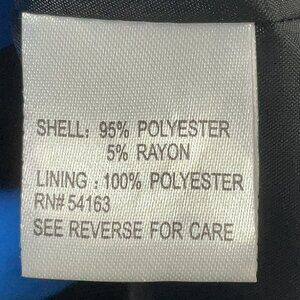 SHELL: 95% POLYESTER
5% RAYON
LINING : 100% POLYESTER
RN# 54163
SEE REVERSE FOR CARE